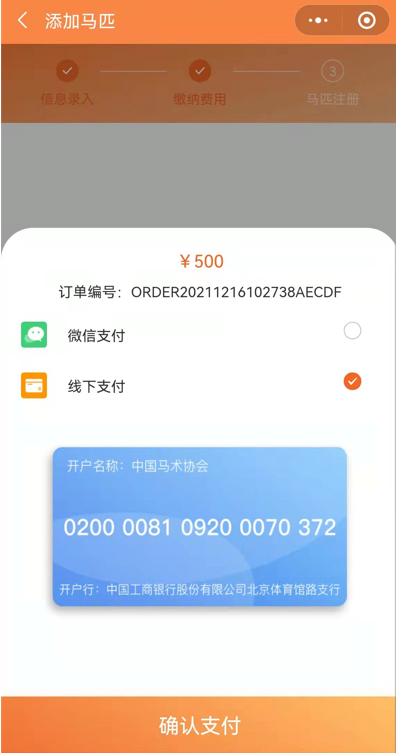 添加马匹
3
信息录入 缴纳费用 马匹注册
￥500
订单编号：ORDER20211216102738AECDF
微信支付
线下支付
开户名称：中国马术协会
0200 0081 0920 0070 372
开户行：中国工商银行股份有限公司北京体育馆路支行
确认支付